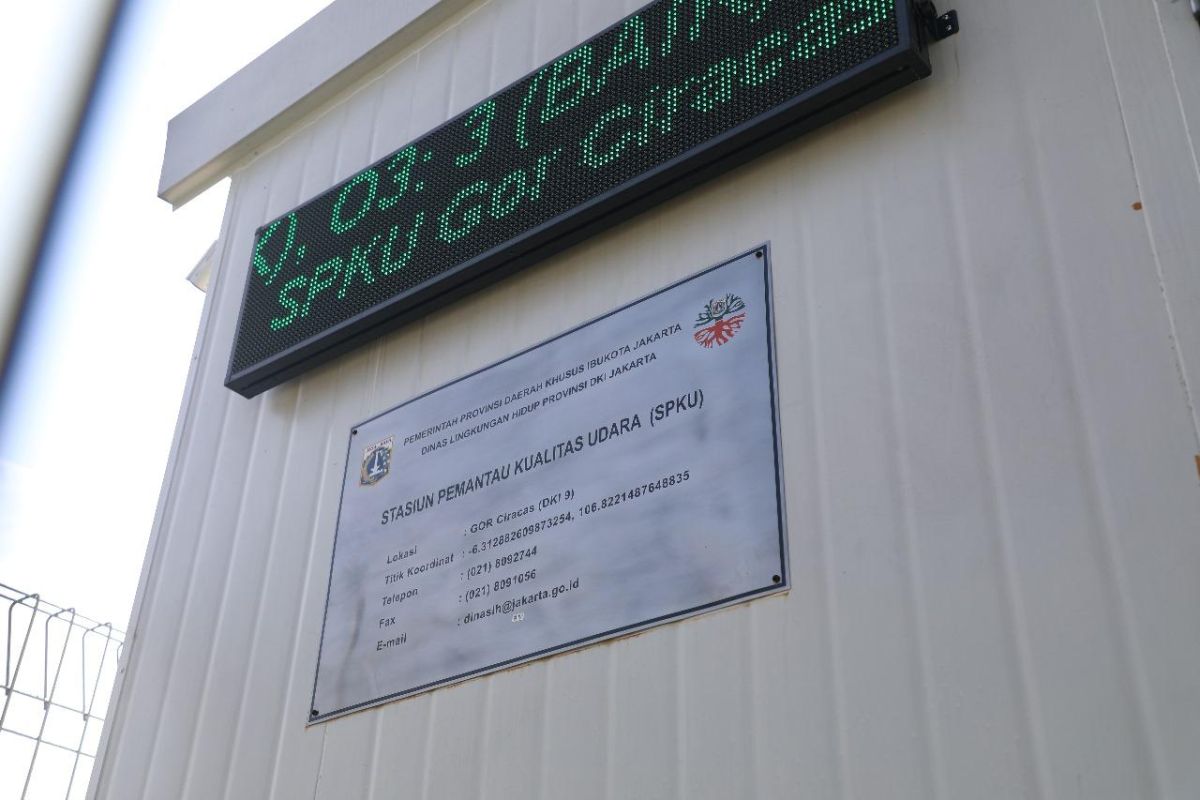 O3: 3 (BAIK)
SPKU Gor Ciracas
PEMERINTAH PROVINSI DAERAH KHUSUS IBUKOTA JAKARTA
DINAS LINGKUNGAN HIDUP PROVINSI DKI JAKARTA
STASIUN PEMANTAU KUALITAS UDARA (SPKU)
Lokasi : GOR Ciracas (DKI 9)
Titik Koordinat : -6.312882609873254, 106.8221487648835
Telepon : (021) 8092744
Fax : (021) 8091056
E-mail : dinaslh@jakarta.go.id